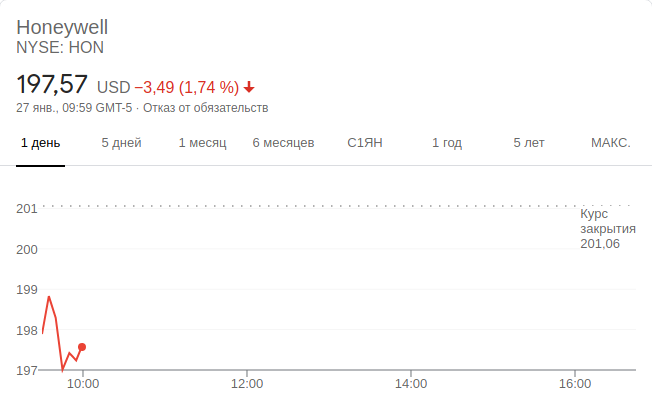 Honeywell
NYSE: HON
197,57 USD −3,49 (1,74 %)
27 янв., 09:59 GMT-5 · Отказ от обязательств
1 день 5 дней 1 месяц 6 месяцев С1ЯН 1 год 5 лет МАКС.
201
Курс
закрытия
201,06
200
199
198
197
10:00 12:00 14:00 16:00